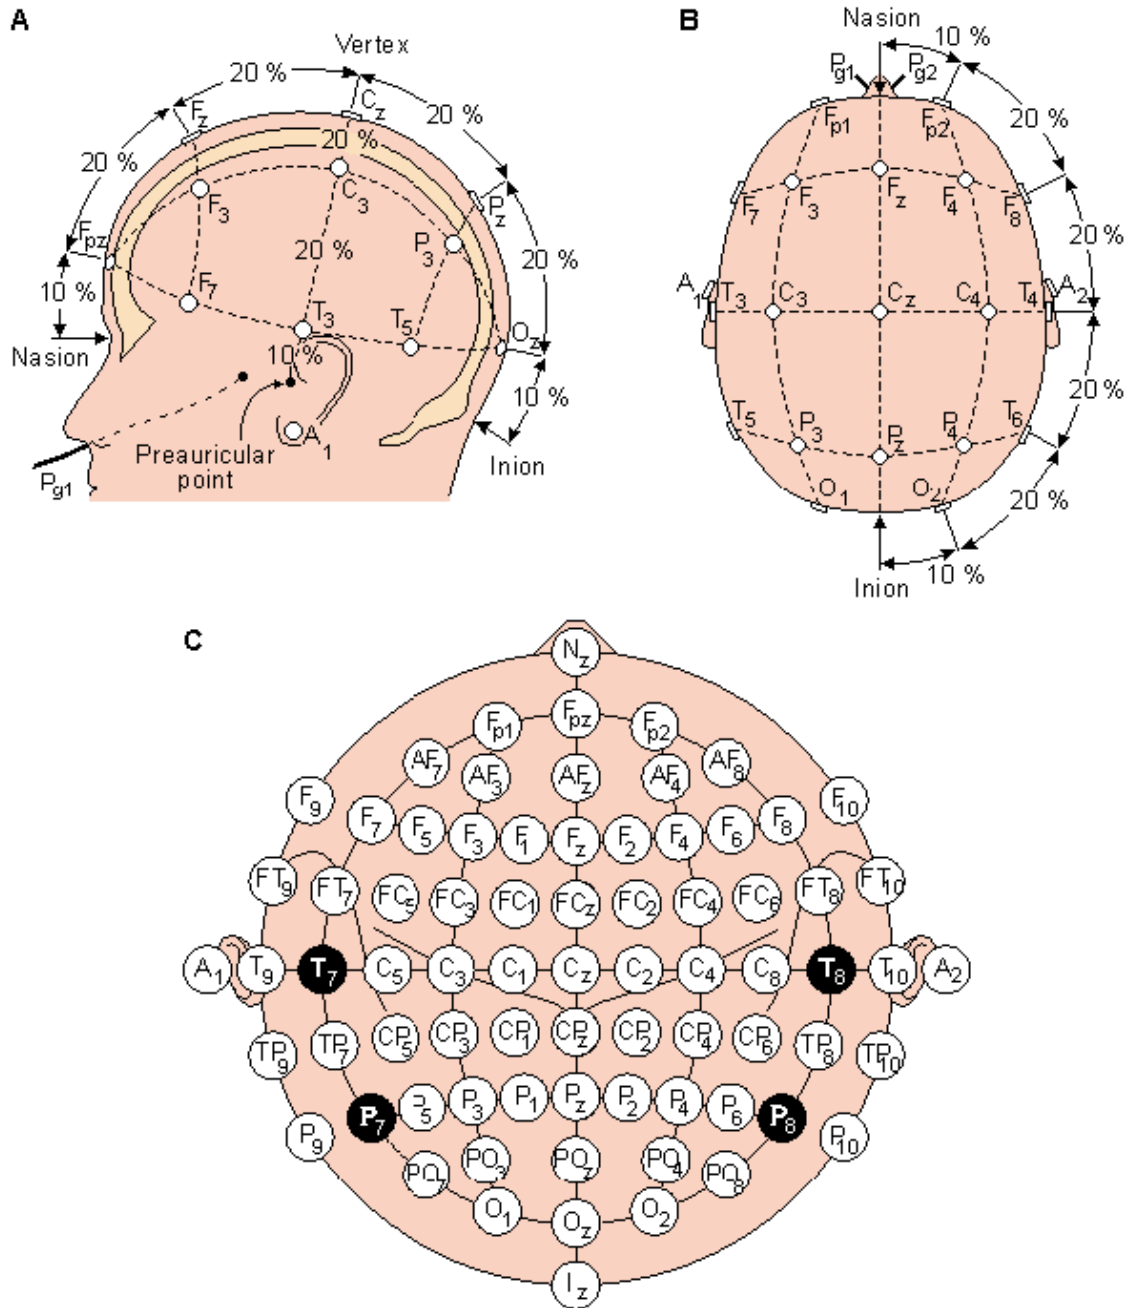 A
Vertex
20 %
20 %
Fz
Cz
20 %
20 %
F3
C3
Pz
Fpz
20 %
P3
20 %
10 %
F7
T3
T5
Oz
Nasion
10 %
10 %
A1
Preauricular
point
Inion
Pg1
B
Nasion
10 %
Pg1
Pg2
Fp1
Fp2
20 %
F7
F3
Fz
F4
F8
20 %
A1
T3
C3
Cz
C4
T4
A2
20 %
T5
P3
Pz
P4
T6
O1
O2
20 %
10 %
Inion
C
Nz
Fp1
Fpz
Fp2
AF7
AF3
AFz
AF4
AF8
F9
F7
F5
F3
F1
Fz
F2
F4
F6
F8
F10
FT9
FT7
FC5
FC3
FC1
FCz
FC2
FC4
FC6
FT8
FT10
A1
T9
T7
C5
C3
C1
Cz
C2
C4
C8
T8
T10
A2
TP9
TP7
CP5
CP3
CP1
CPz
CP2
CP4
CP6
TP8
TP10
P9
P7
P5
P3
P1
Pz
P2
P4
P6
P8
P10
PO7
PO3
POz
PO4
PO8
O1
Oz
O2
Iz